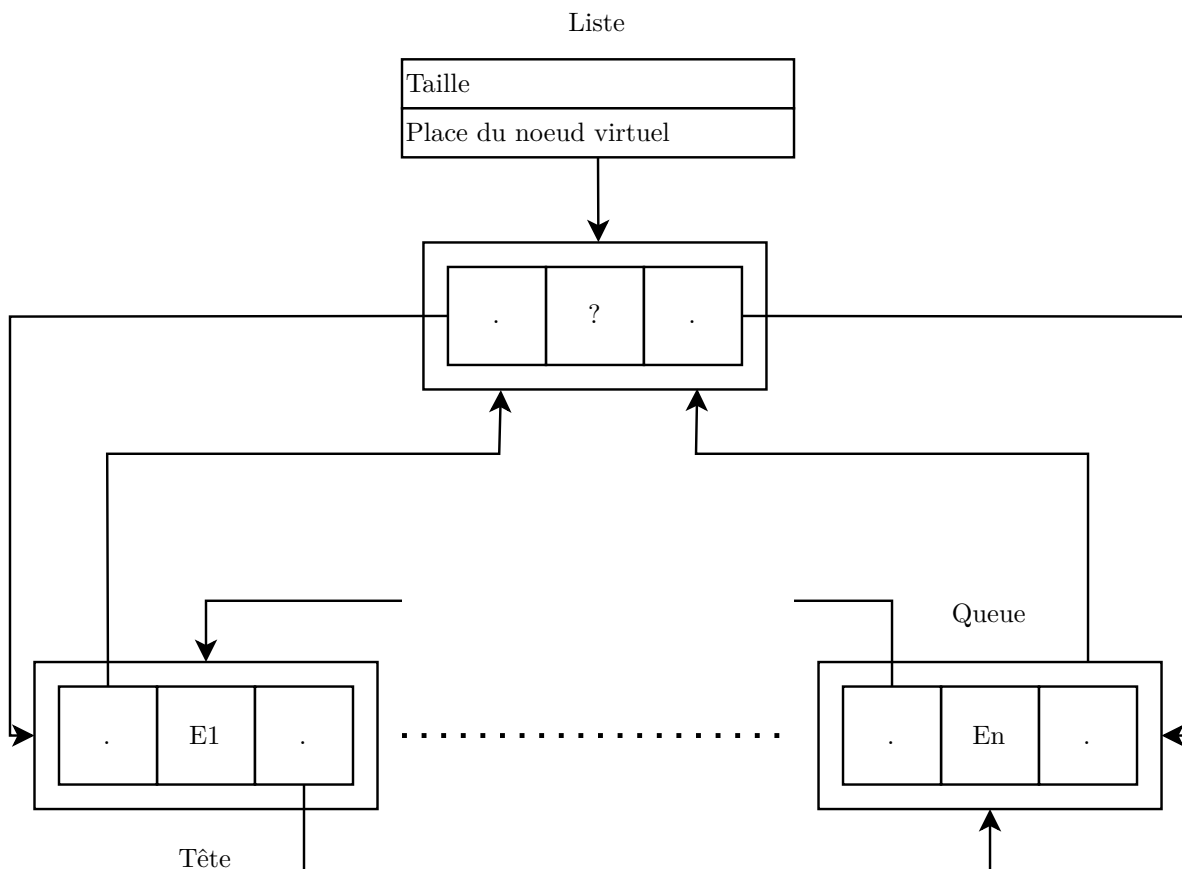 Liste
Taille
Place du noeud virtuel
. ? .
Queue
. E1 .
. En .
Tête